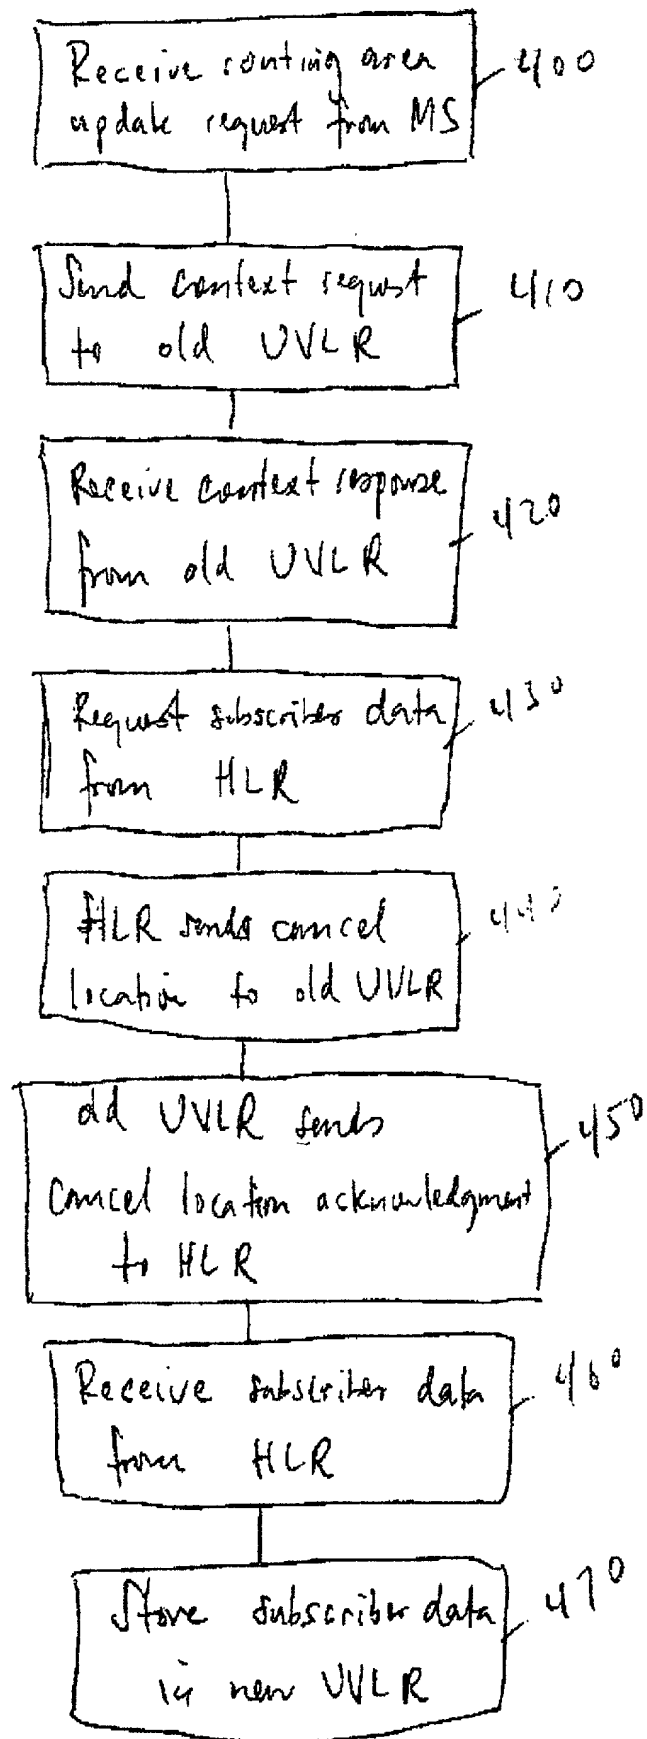 Receive routing area 400
update request from MS
Send context request 410
to old UVLR
Receive context response 420
from old UVLR
Request subscriber data 430
from HLR
HLR sends cancel 440
location to old UVLR
old UVLR sends 450
cancel location acknowledgment
to HLR
Receive subscriber data 460
from HLR
Store subscriber data 470
in new UVLR